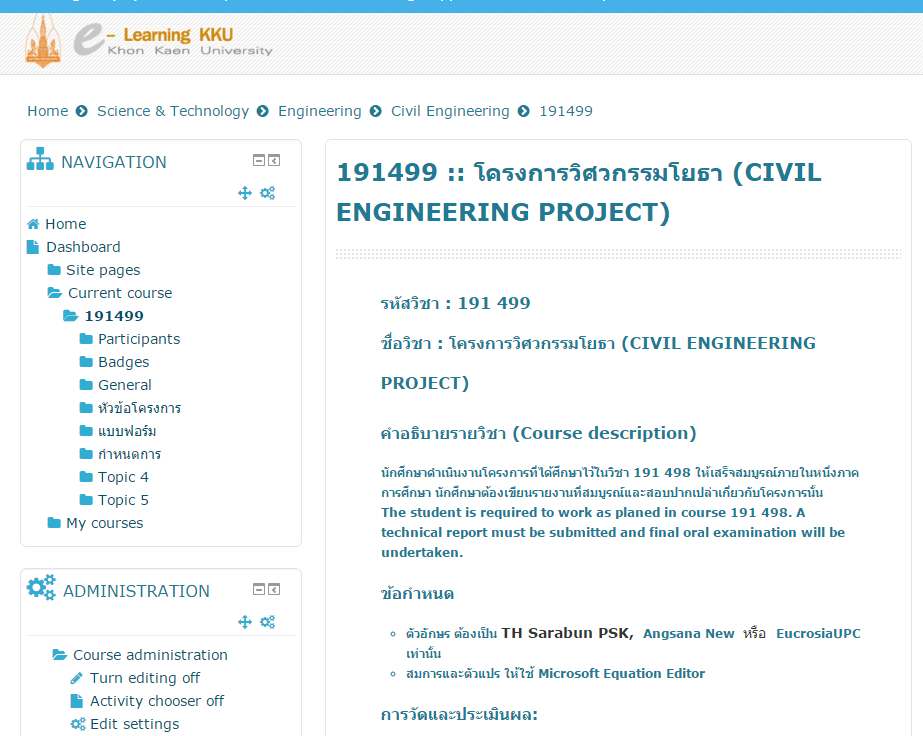 e - Learning KKU
Khon Kaen University
Home Science & Technology Engineering Civil Engineering 191499
NAVIGATION
Home
Dashboard
Site pages
Current course
191499
Participants
Badges
General
หัวข้อโครงการ
แบบฟอร์ม
กำหนดการ
Topic 4
Topic 5
My courses
ADMINISTRATION
Course administration
Turn editing off
Activity chooser off
Edit settings
191499 :: โครงการวิศวกรรมโยธา (CIVIL
ENGINEERING PROJECT)
รหัสวิชา : 191 499
ชื่อวิชา : โครงการวิศวกรรมโยธา (CIVIL ENGINEERING
PROJECT)
คำอธิบายรายวิชา (Course description)
นักศึกษาดำเนินงานโครงการที่ได้ศึกษาไว้ในวิชา 191 498 ให้เสร็จสมบูรณ์ภายในหนึ่งภาค
การศึกษา นักศึกษาต้องเขียนรายงานที่สมบูรณ์และสอบปากเปล่าเกี่ยวกับโครงการนั้น
The student is required to work as planed in course 191 498. A
technical report must be submitted and final oral examination will be
undertaken.
ข้อกำหนด
ตัวอักษร ต้องเป็น TH Sarabun PSK, Angsana New หรือ EucrosiaUPC
เท่านั้น
สมการและตัวแปร ให้ใช้ Microsoft Equation Editor
การวัดและประเมินผล: